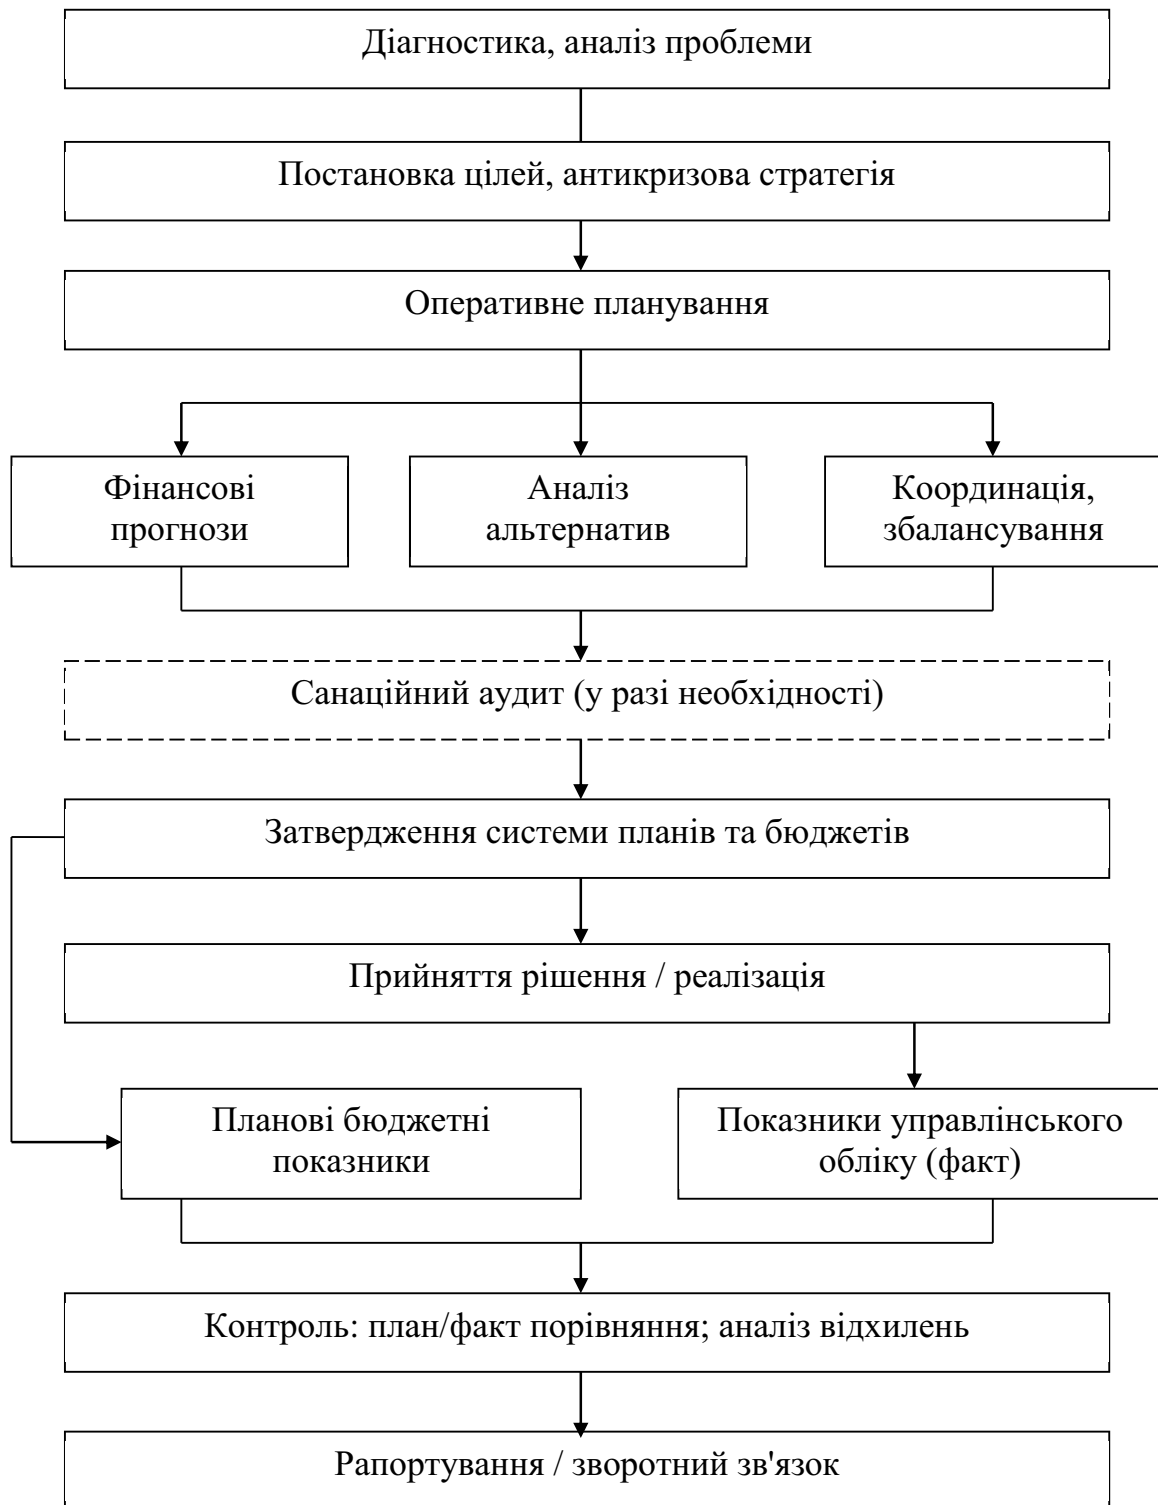 Діагностика, аналіз проблеми
Постановка цілей, антикризова стратегія
Оперативне планування
Фінансові
прогнози
Аналіз
альтернатив
Координація,
збалансування
Санаційний аудит (у разі необхідності)
Затвердження системи планів та бюджетів
Прийняття рішення / реалізація
Планові бюджетні
показники
Показники управлінського
обліку (факт)
Контроль: план/факт порівняння; аналіз відхилень
Рапортування / зворотний зв'язок